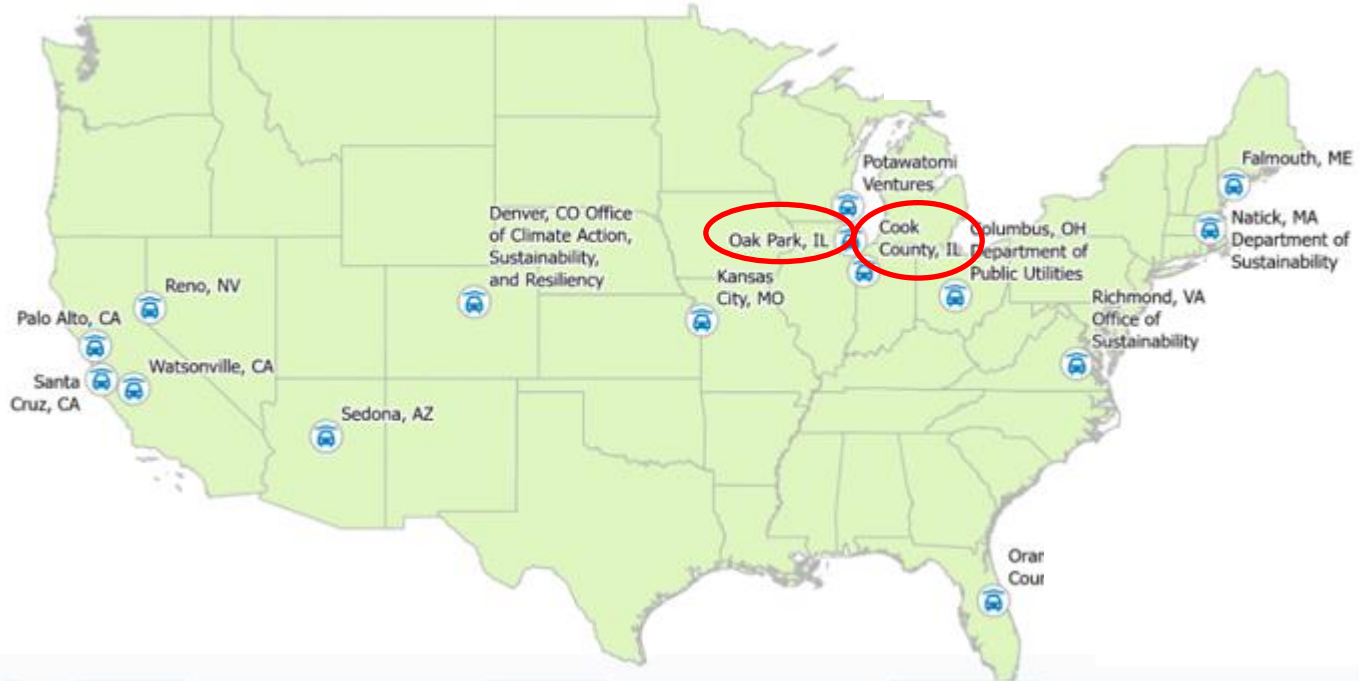 Potawatomi
Ventures
Falmouth, ME
Denver, CO Office
of Climate Action,
Sustainability,
and Resiliency
Oak Park, IL
Cook
County, IL
Columbus, OH
Department of
Public Utilities
Natick, MA
Department of
Sustainability
Reno, NV
Kansas
City, MO
Richmond, VA
Office of
Sustainability
Palo Alto, CA
Watsonville, CA
Santa
Cruz, CA
Sedona, AZ